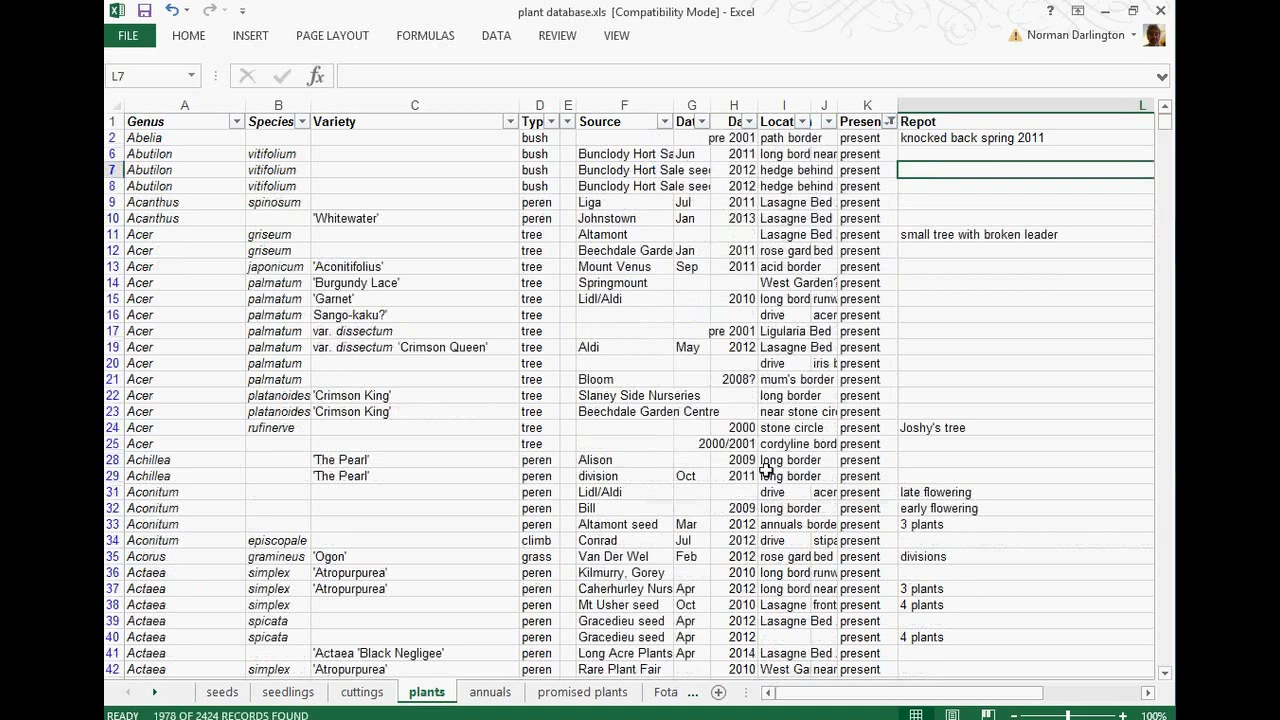 plant database.xls [Compatibility Mode] - Excel
FILE HOME INSERT PAGE LAYOUT FORMULAS DATA REVIEW VIEW Norman Darlington
L7 fx
A B C D E F G H I J K L
1 Genus Species Variety Typ Source Dat Da Locat Presen Repot
2 Abelia bush pre 2001 path border present knocked back spring 2011
6 Abutilon vitifolium bush Bunclody Hort Sa Jun 2011 long bord near present
7 Abutilon vitifolium bush Bunclody Hort Sale seed 2012 hedge behind present
8 Abutilon vitifolium bush Bunclody Hort Sale seed 2012 hedge behind present
9 Acanthus spinosum peren Liga Jul 2011 Lasagne Bed present
10 Acanthus 'Whitewater' peren Johnstown Jan 2013 Lasagne Bed present
11 Acer griseum tree Altamont Lasagne Bed present small tree with broken leader
12 Acer griseum tree Beechdale Garde Jan 2011 rose gard bed present
13 Acer japonicum 'Aconitifolius' tree Mount Venus Sep 2011 acid border present
14 Acer palmatum 'Burgundy Lace' tree Springmount West Garden? present
15 Acer palmatum 'Garnet' tree Lidl/Aldi 2010 long bord runw present
16 Acer palmatum Sango-kaku?' tree drive acer present
17 Acer palmatum var. dissectum tree pre 2001 Ligularia Bed present
19 Acer palmatum var. dissectum 'Crimson Queen' tree Aldi May 2012 Lasagne Bed present
20 Acer palmatum tree drive iris b present
21 Acer palmatum tree Bloom 2008? mum's border present
22 Acer platanoides 'Crimson King' tree Slaney Side Nurseries long border present
23 Acer platanoides 'Crimson King' tree Beechdale Garden Centre near stone circ present
24 Acer rufinerve tree 2000 stone circle present Joshy's tree
25 Acer tree 2000/2001 cordyline bord present
28 Achillea 'The Pearl' peren Alison 2009 long border present
29 Achillea 'The Pearl' peren division Oct 2011 long border present
31 Aconitum peren Lidl/Aldi drive acer present late flowering
32 Aconitum peren Bill 2009 long border present early flowering
33 Aconitum peren Altamont seed Mar 2012 annuals borde present 3 plants
34 Aconitum episcopale climb Conrad Jul 2012 drive stipa present
35 Acorus gramineus 'Ogon' grass Van Der Wel Feb 2012 rose gard bed present divisions
36 Actaea simplex 'Atropurpurea' peren Kilmurry, Gorey 2010 long bord runw present
37 Actaea simplex 'Atropurpurea' peren Caherhurley Nurs Apr 2012 long bord near present 3 plants
38 Actaea simplex peren Mt Usher seed Oct 2010 Lasagne front present 4 plants
39 Actaea spicata peren Gracedieu seed Apr 2012 Lasagne Bed present
40 Actaea spicata peren Gracedieu seed Apr 2012 present 4 plants
41 Actaea 'Actaea 'Black Negligee' peren Long Acre Plants Apr 2014 Lasagne Bed present
42 Actaea simplex 'Atropurpurea' peren Rare Plant Fair 2010 West Ga near present
seeds seedlings cuttings plants annuals promised plants Fota ...
READY 1978 OF 2424 RECORDS FOUND 100%